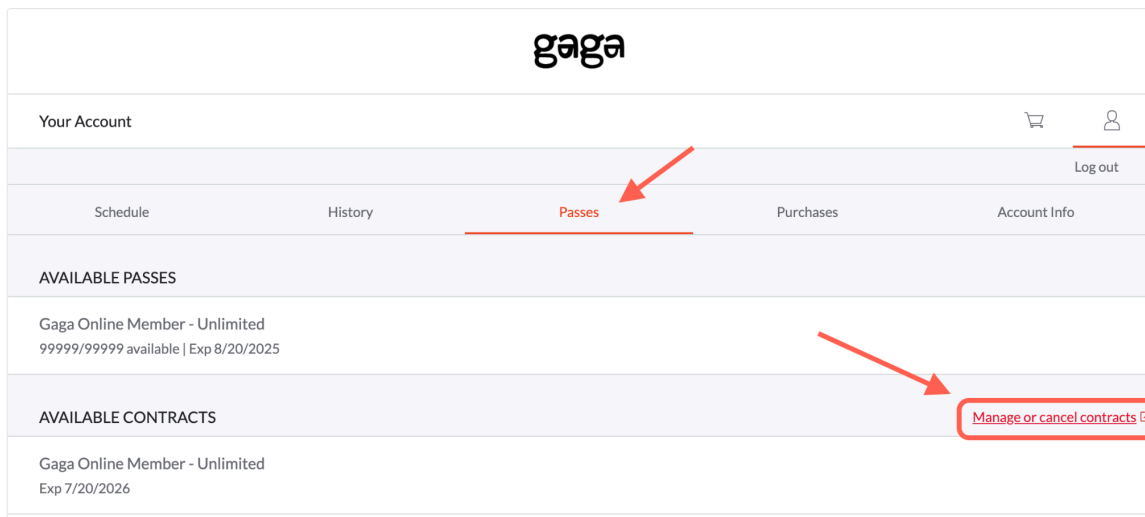 gaga
Your Account
Log out
Schedule History Passes Purchases Account Info
AVAILABLE PASSES
Gaga Online Member - Unlimited
99999/99999 available | Exp 8/20/2025
AVAILABLE CONTRACTS Manage or cancel contracts
Gaga Online Member - Unlimited
Exp 7/20/2026